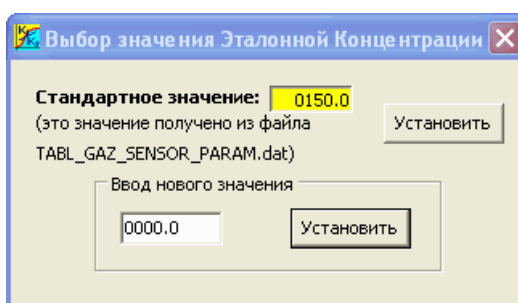 Выбор значения Эталонной Концентрации
Стандартное значение: 0150.0
(это значение получено из файла
Установить
TABL_GAZ_SENSOR_PARAM.dat)
Ввод нового значения
0000.0 Установить